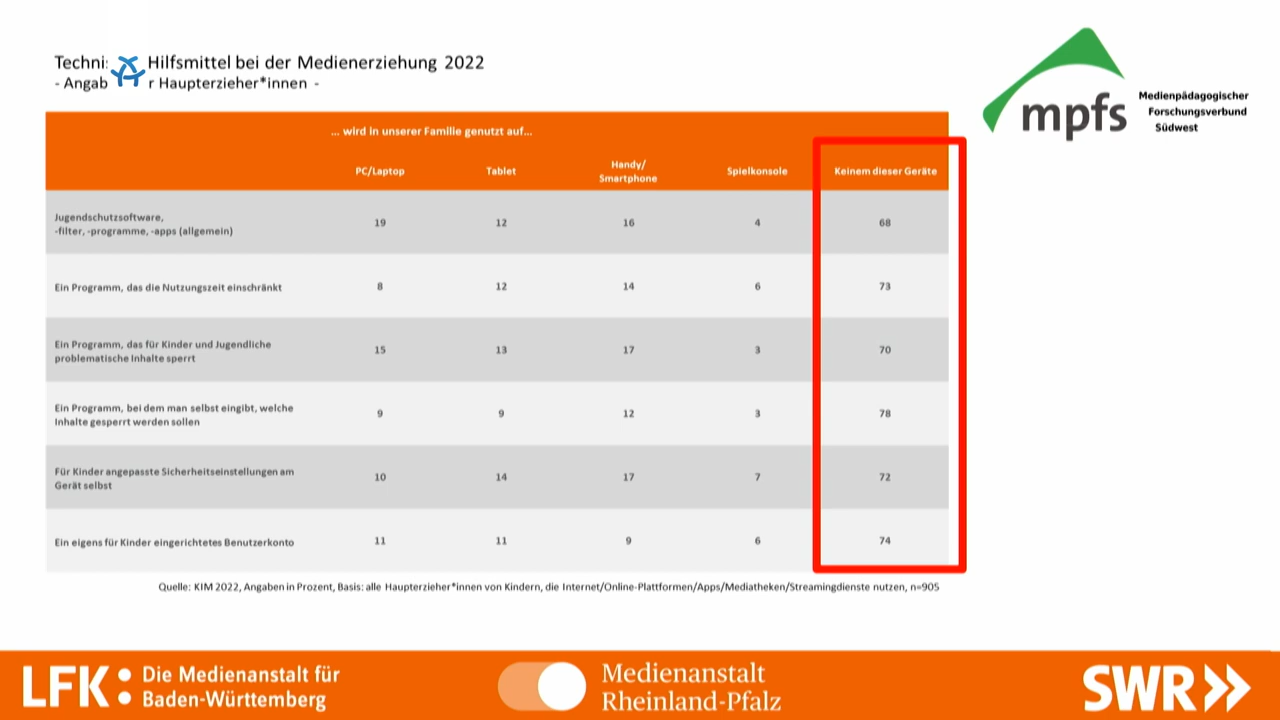 Techni: Hilfsmittel bei der Medienerziehung 2022
- Angab r Haupterzieher*innen -
mpfs
Medienpädagogischer
Forschungsverbund
Südwest
... wird in unserer Familie genutzt auf...
PC/Laptop Tablet Handy/ Spielkonsole Keinem dieser Geräte
Smartphone
Jugendschutzsoftware,
-filter, -programme, -apps (allgemein) 19 12 16 4 68
Ein Programm, das die Nutzungszeit einschränkt 8 12 14 6 73
Ein Programm, das für Kinder und Jugendliche
problematische Inhalte sperrt 15 13 17 3 70
Ein Programm, bei dem man selbst eingibt, welche
Inhalte gesperrt werden sollen 9 9 12 3 78
Für Kinder angepasste Sicherheitseinstellungen am
Gerät selbst 10 14 17 7 72
Ein eigens für Kinder eingerichtetes Benutzerkonto 11 11 9 6 74
Quelle: KIM 2022, Angaben in Prozent, Basis: alle Haupterzieher*innen von Kindern, die Internet/Online-Plattformen/Apps/Mediatheken/Streamingdienste nutzen, n=905
LFK: Die Medienanstalt für
Baden-Württemberg
Medienanstalt
Rheinland-Pfalz
SWR